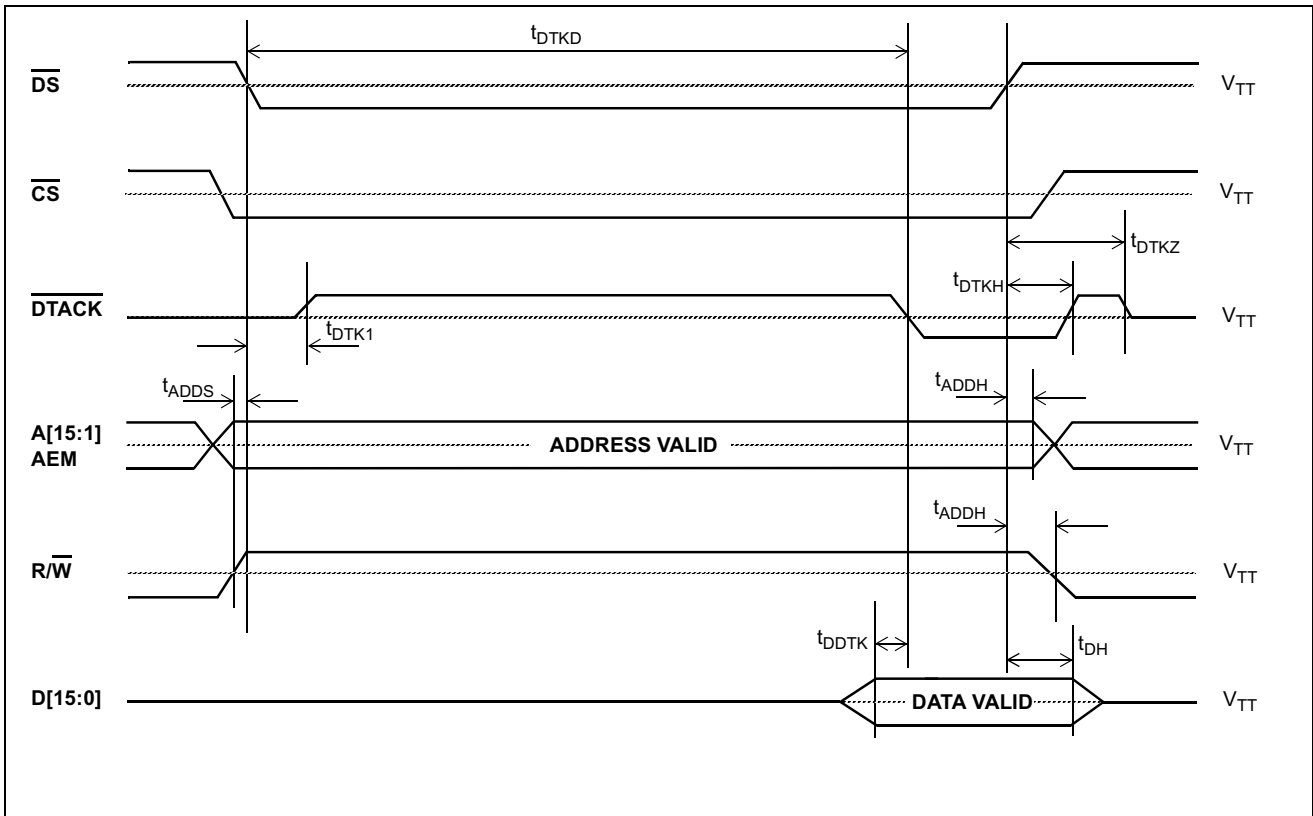 tDTKD
DS
VTT
CS
VTT
tDTKZ
tDTKH
DTACK
VTT
tDTK1
tADDS
tADDH
A[15:1]
AEM
ADDRESS VALID
VTT
tADDH
R/W
VTT
tDDTK
tDH
D[15:0]
DATA VALID
VTT